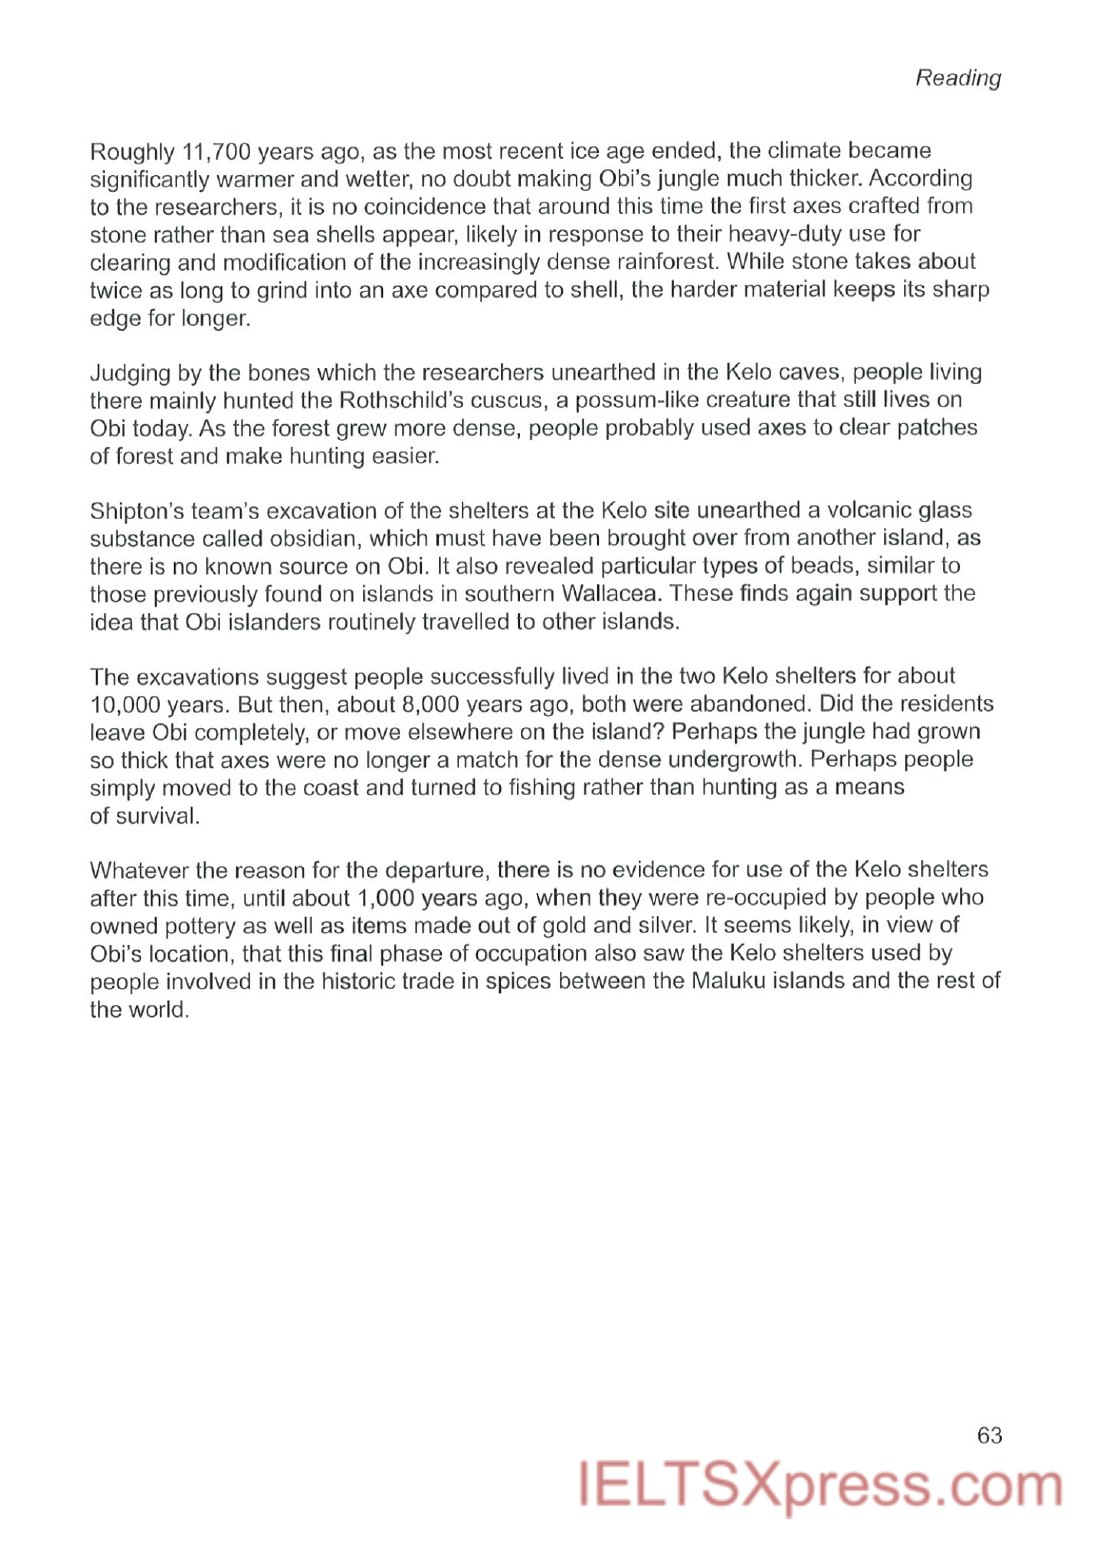 Reading
Roughly 11,700 years ago, as the most recent ice age ended, the climate became
significantly warmer and wetter, no doubt making Obi's jungle much thicker. According
to the researchers, it is no coincidence that around this time the first axes crafted from
stone rather than sea shells appear, likely in response to their heavy-duty use for
clearing and modification of the increasingly dense rainforest. While stone takes about
twice as long to grind into an axe compared to shell, the harder material keeps its sharp
edge for longer.
Judging by the bones which the researchers unearthed in the Kelo caves, people living
there mainly hunted the Rothschild's cuscus, a possum-like creature that still lives on
Obi today. As the forest grew more dense, people probably used axes to clear patches
of forest and make hunting easier.
Shipton's team's excavation of the shelters at the Kelo site unearthed a volcanic glass
substance called obsidian, which must have been brought over from another island, as
there is no known source on Obi. It also revealed particular types of beads, similar to
those previously found on islands in southern Wallacea. These finds again support the
idea that Obi islanders routinely travelled to other islands.
The excavations suggest people successfully lived in the two Kelo shelters for about
10,000 years. But then, about 8,000 years ago, both were abandoned. Did the residents
leave Obi completely, or move elsewhere on the island? Perhaps the jungle had grown
so thick that axes were no longer a match for the dense undergrowth. Perhaps people
simply moved to the coast and turned to fishing rather than hunting as a means
of survival.
Whatever the reason for the departure, there is no evidence for use of the Kelo shelters
after this time, until about 1,000 years ago, when they were re-occupied by people who
owned pottery as well as items made out of gold and silver. It seems likely, in view of
Obi's location, that this final phase of occupation also saw the Kelo shelters used by
people involved in the historic trade in spices between the Maluku islands and the rest of
the world.
63
IELTSXpress.com